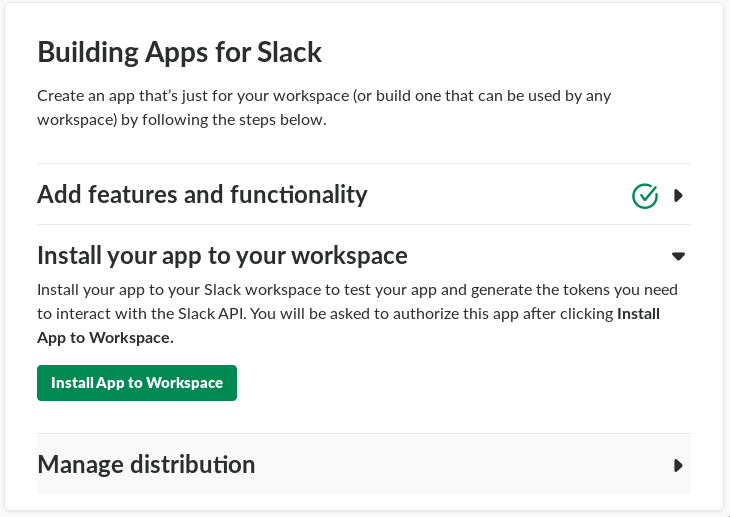 Building Apps for Slack
Create an app that's just for your workspace (or build one that can be used by any
workspace) by following the steps below.
Add features and functionality
Install your app to your workspace
Install your app to your Slack workspace to test your app and generate the tokens you need
to interact with the Slack API. You will be asked to authorize this app after clicking Install
App to Workspace.
Install App to Workspace
Manage distribution